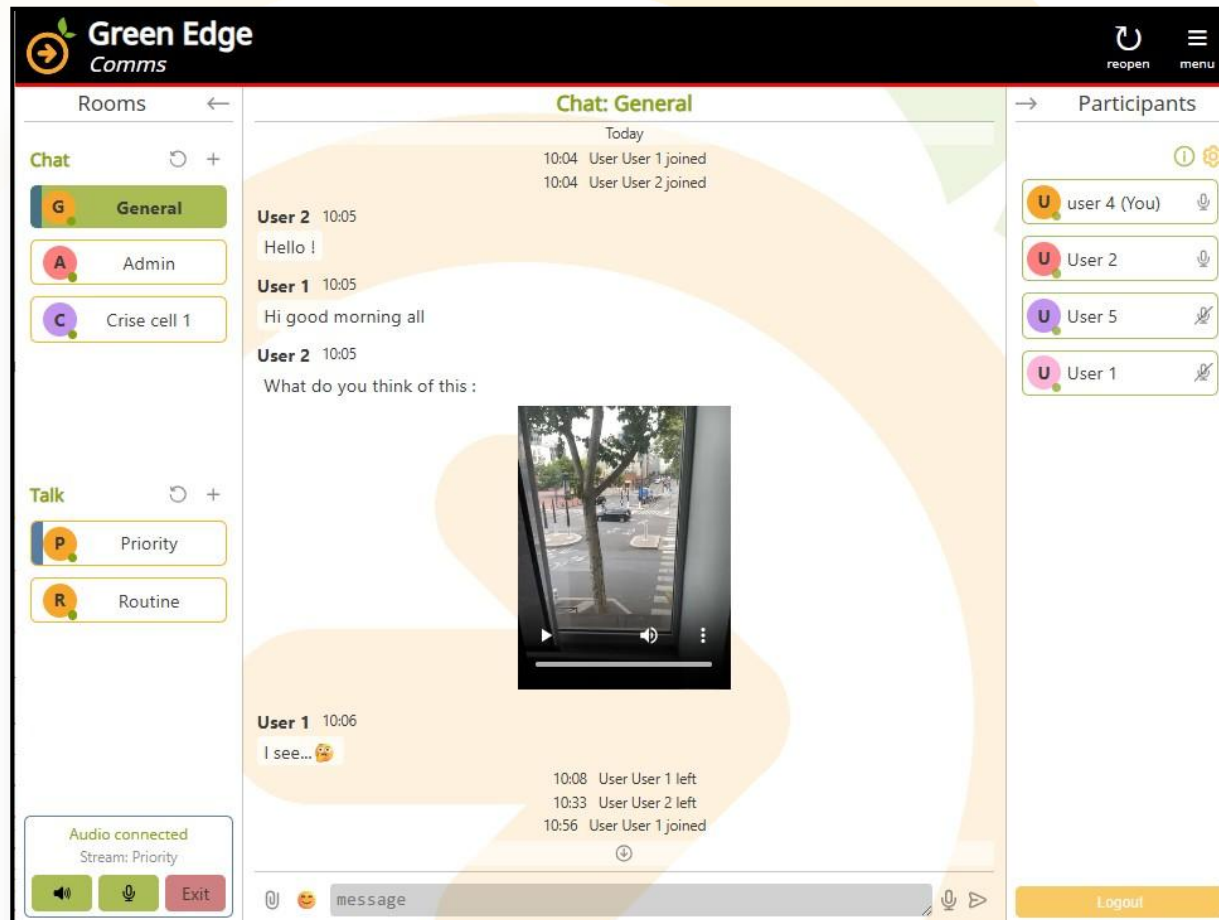 Green Edge
Comms
reopen
menu
Rooms
Chat
G General
A Admin
C Crise cell 1
Talk
P Priority
R Routine
Audio connected
Stream: Priority
Exit
Chat: General
Today
10:04 User User 1 joined
10:04 User User 2 joined
User 2 10:05
Hello !
User 1 10:05
Hi good morning all
User 2 10:05
What do you think of this :
User 1 10:06
I see...🤔
10:08 User User 1 left
10:33 User User 2 left
10:56 User User 1 joined
message
Participants
U user 4 (You)
U User 2
U User 5
U User 1
Logout